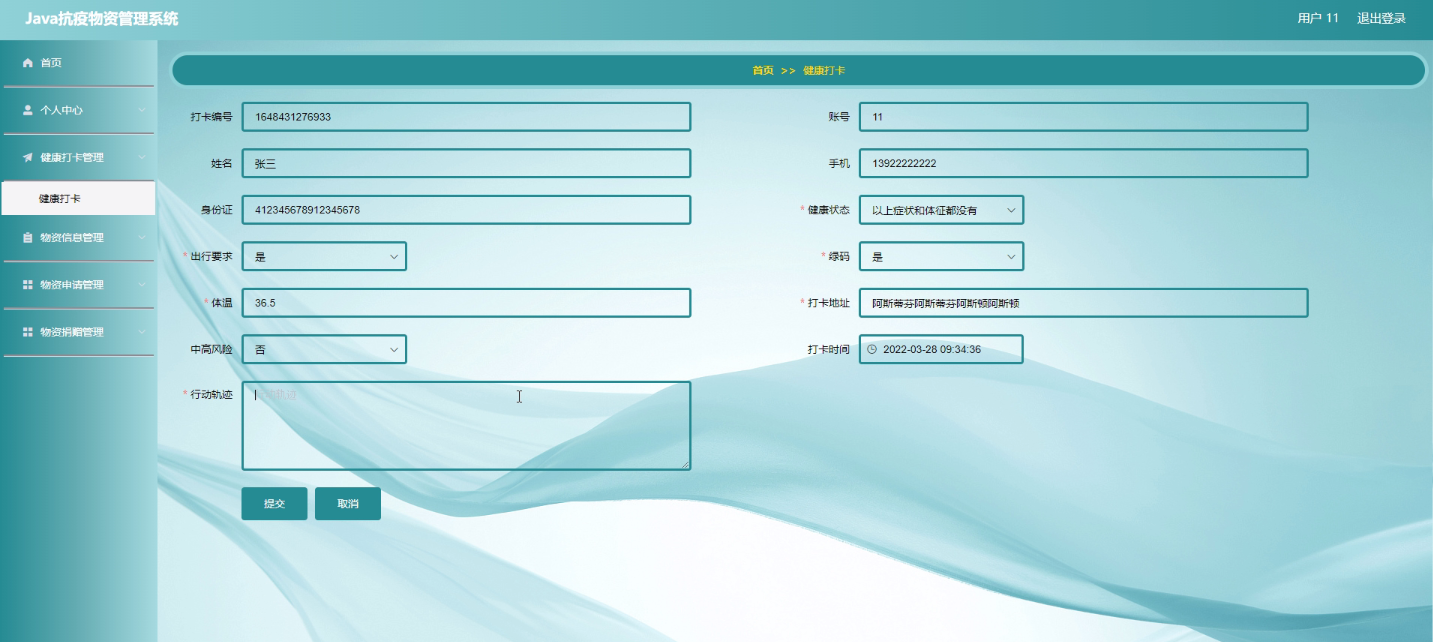 Java抗疫物资管理系统
用户 11 退出登录
首页
个人中心
健康打卡管理
健康打卡
物资信息管理
物资申请管理
物资捐赠管理
首页 >> 健康打卡
打卡编号 1648431276933 账号 11
姓名 张三 手机 13922222222
身份证 412345678912345678 * 健康状态 以上症状和体征都没有
* 出行要求 是 * 绿码 是
* 体温 36.5 * 打卡地址 阿斯蒂芬阿斯蒂芬阿斯顿阿斯顿
中高风险 否 打卡时间 2022-03-28 09:34:36
* 行动轨迹 行动轨迹
提交 取消